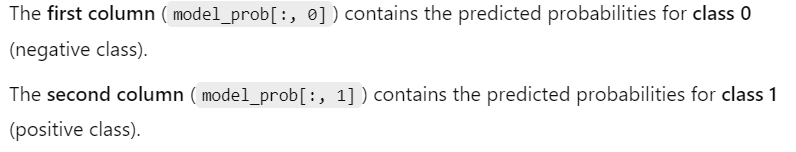 The first column (model_prob[:, 0]) contains the predicted probabilities for class 0
(negative class).
The second column (model_prob[:, 1]) contains the predicted probabilities for class 1
(positive class).